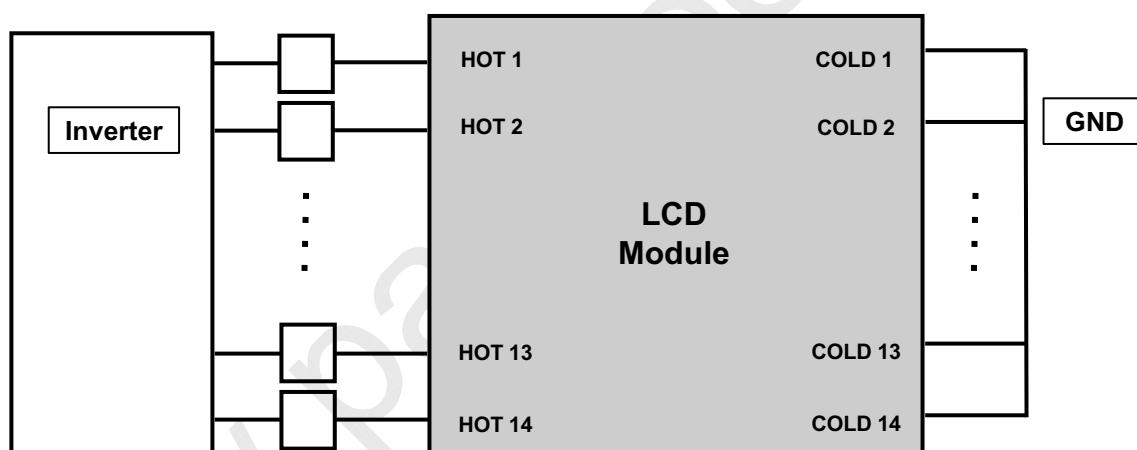 Inverter
HOT 1
COLD 1
HOT 2
COLD 2
GND
LCD
Module
HOT 13
COLD 13
HOT 14
COLD 14